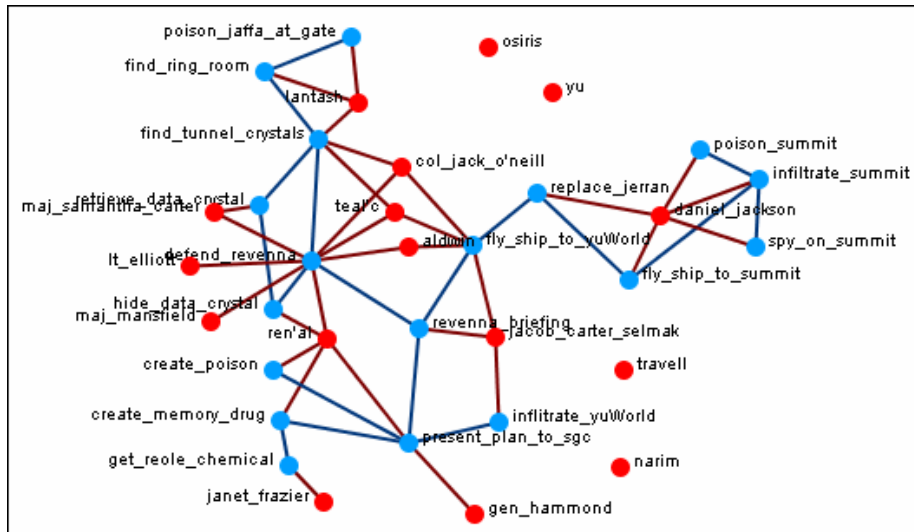 poison_jaffa_at_gate
osiris
find_ring_room
yu
lantash
find_tunnel_crystals
poison_summit
col_jack_o'neill
infiltrate_summit
retrieve_data_crystal
replace_jerran
maj_samantha_carter
teal'c
daniel_jackson
aldwin
fly_ship_to_yuWorld
spy_on_summit
lt_elliott
defend_revenna
fly_ship_to_summit
hide_data_crystal
maj_mansfield
revenna_briefing
ren'al
jacob_carter_selmak
create_poison
travell
create_memory_drug
inflitrate_yuWorld
present_plan_to_sgc
get_reole_chemical
narim
janet_frazier
gen_hammond